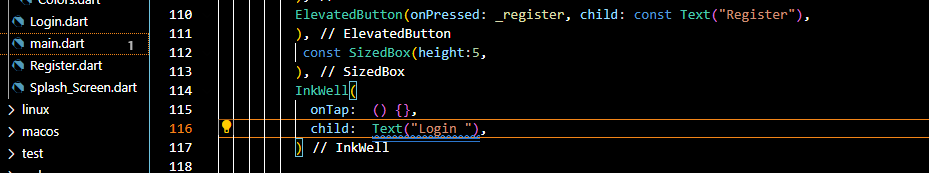 Colors.dart
Login.dart
main.dart 1
Register.dart
Splash_Screen.dart
linux
macos
test
110 ElevatedButton(onPressed: _register, child: const Text("Register"),
111 ), // ElevatedButton
112 const SizedBox(height:5,
113 ), // SizedBox
114 InkWell(
115 onTap: () {},
116 child: Text("Login "),
117 ) // InkWell
118